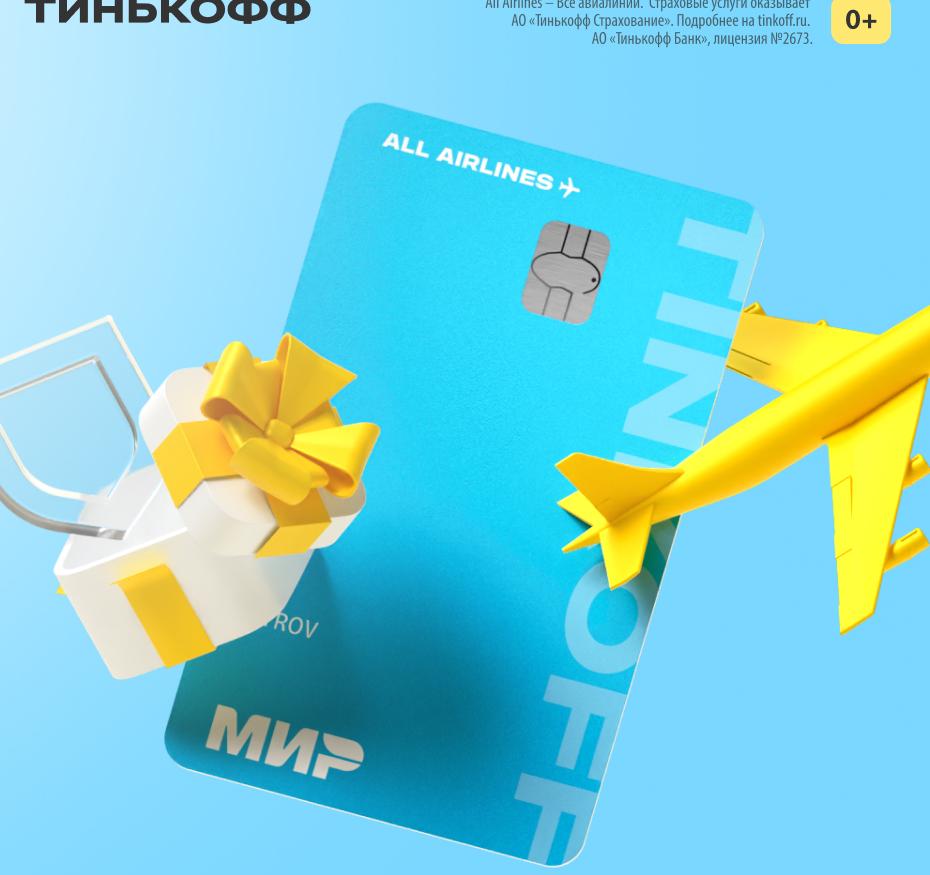 ТИНЬКОФФ
All Airlines – Все авиалинии. Страховые услуги оказывает
АО «Тинькофф Страхование». Подробнее на tinkoff.ru.
АО «Тинькофф Банк», лицензия №2673.
0+
ALL AIRLINES
TINKOFF
ROV
МИР